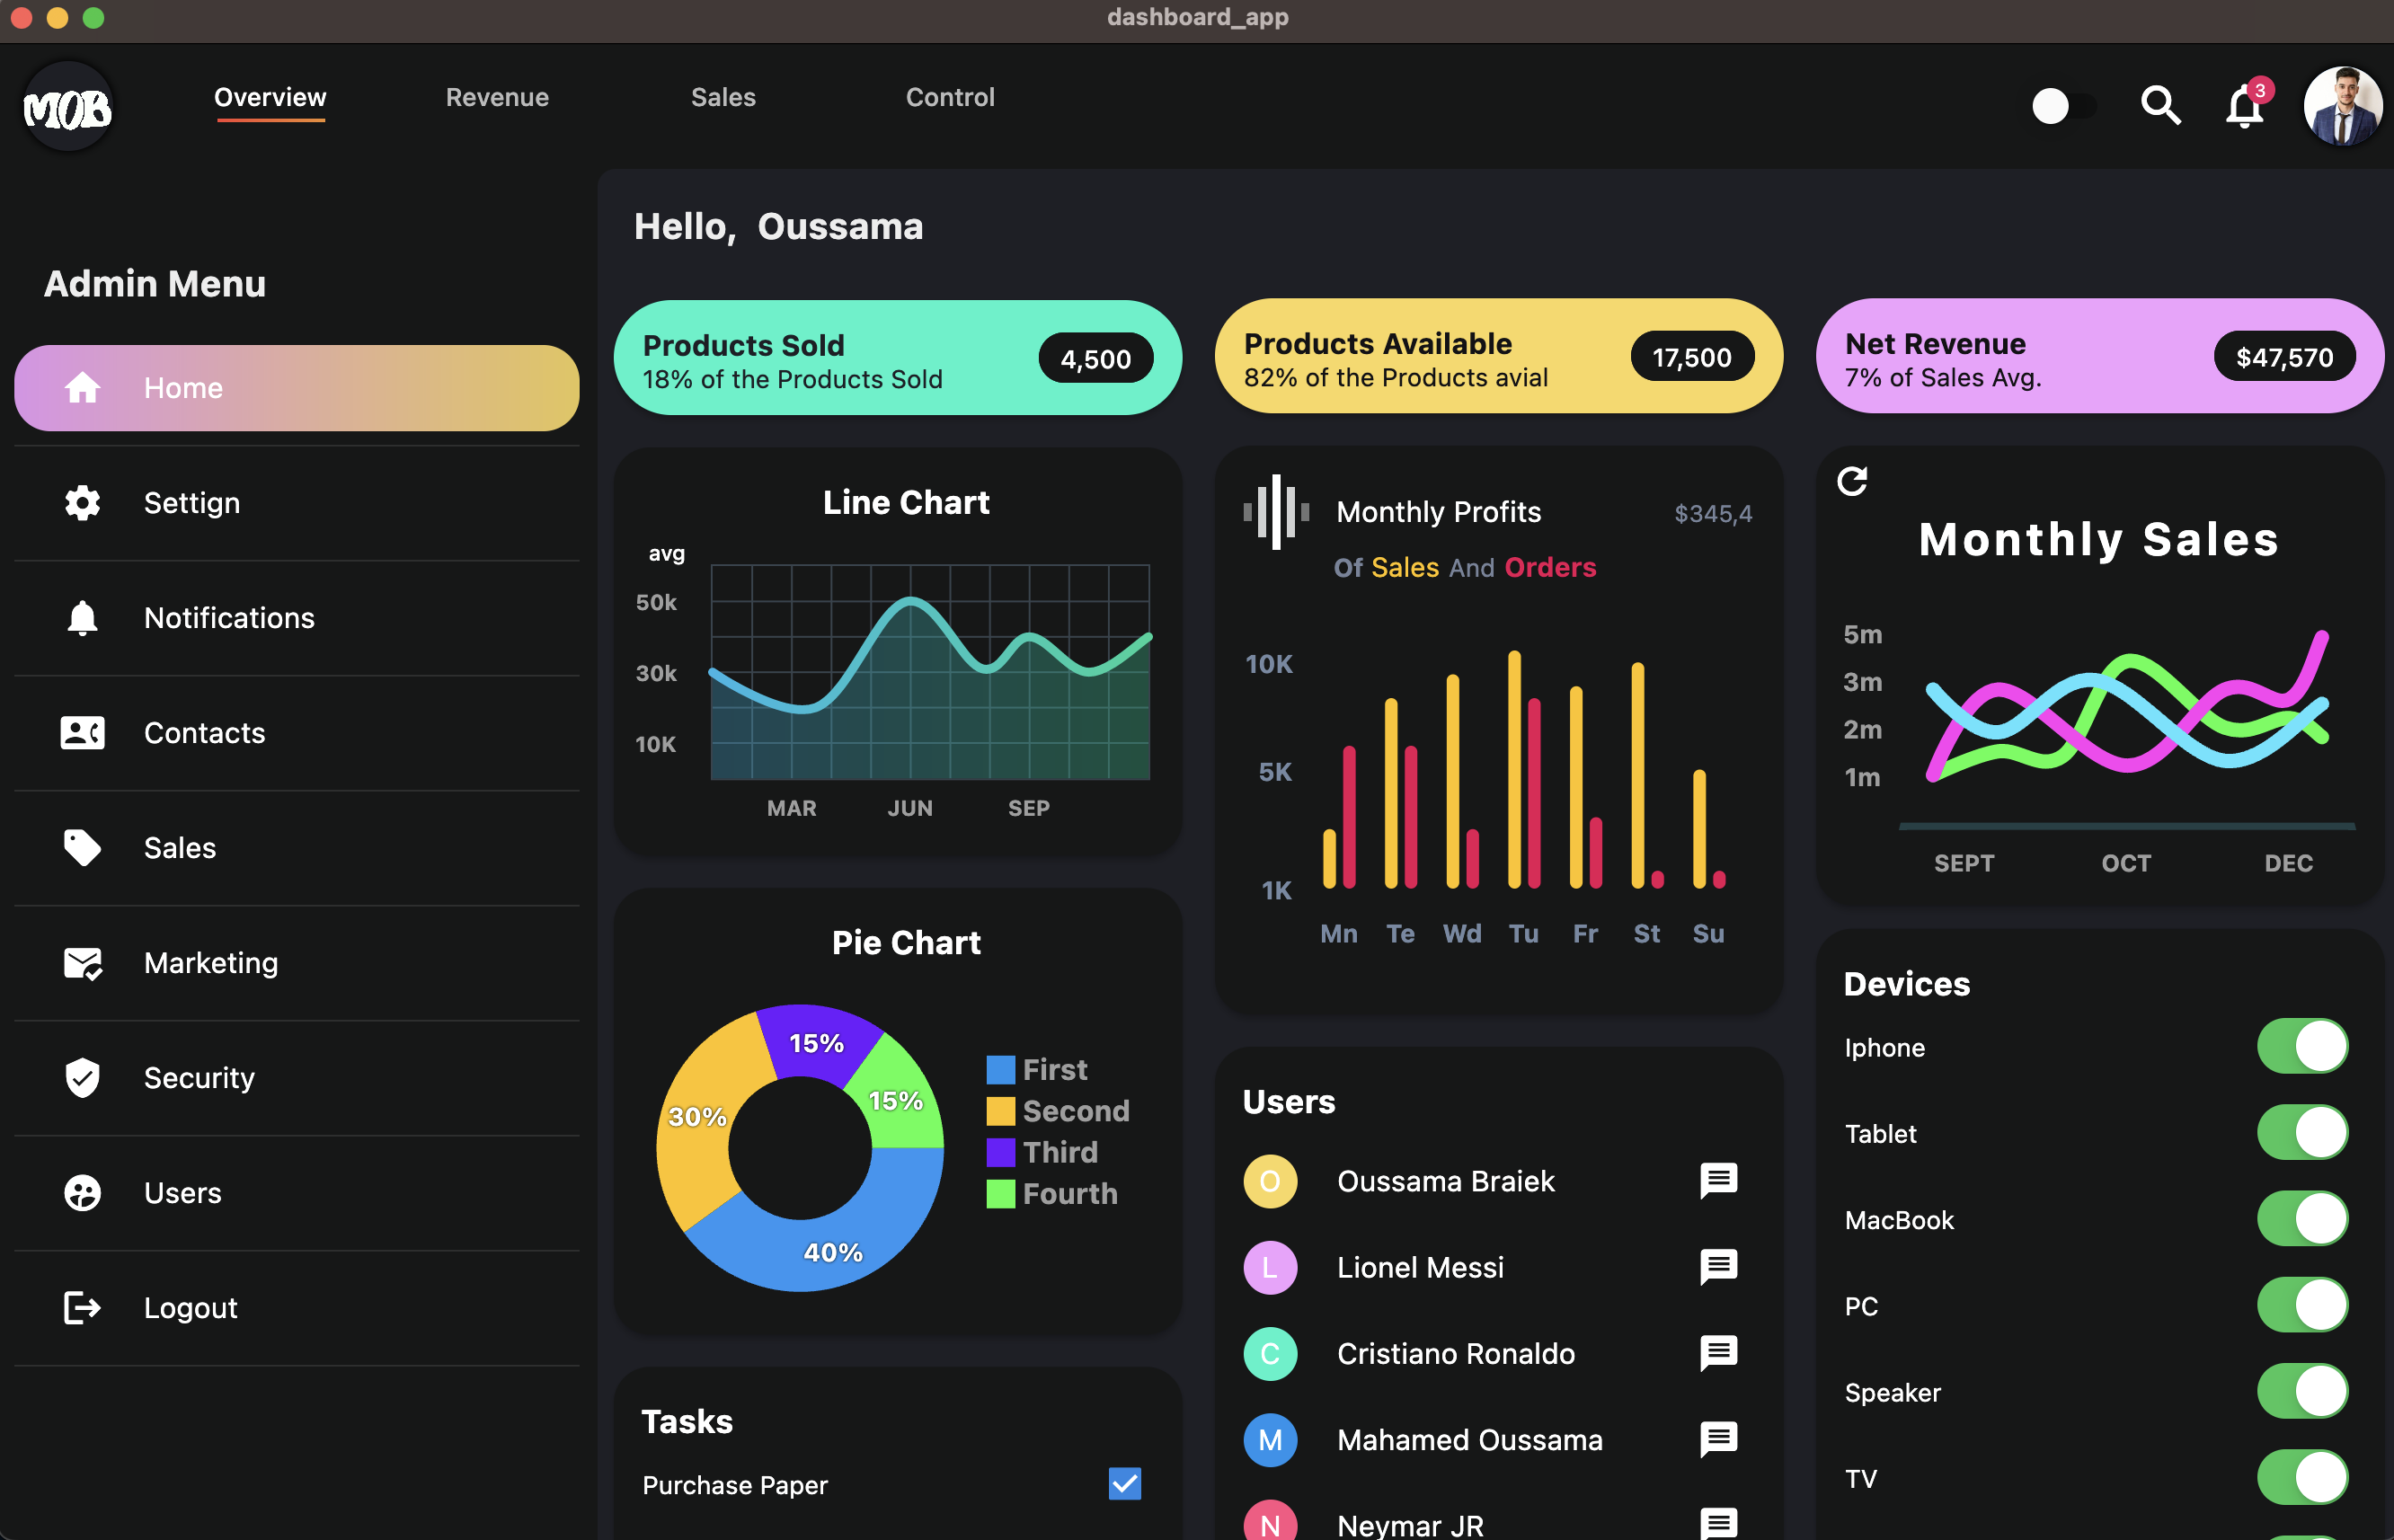 dashboard_app
MOB
Overview
Revenue
Sales
Control
3
Admin Menu
Home
Settign
Notifications
Contacts
Sales
Marketing
Security
Users
Logout
Hello, Oussama
Products Sold
18% of the Products Sold
4,500
Products Available
82% of the Products avial
17,500
Net Revenue
7% of Sales Avg.
$47,570
Line Chart
avg
50k
30k
10K
MAR
JUN
SEP
Pie Chart
15%
15%
30%
40%
First
Second
Third
Fourth
Tasks
Purchase Paper
Monthly Profits
$345,4
Of Sales And Orders
10K
5K
1K
Mn
Te
Wd
Tu
Fr
St
Su
Users
O
Oussama Braiek
L
Lionel Messi
C
Cristiano Ronaldo
M
Mahamed Oussama
N
Neymar JR
Monthly Sales
5m
3m
2m
1m
SEPT
OCT
DEC
Devices
Iphone
Tablet
MacBook
PC
Speaker
TV